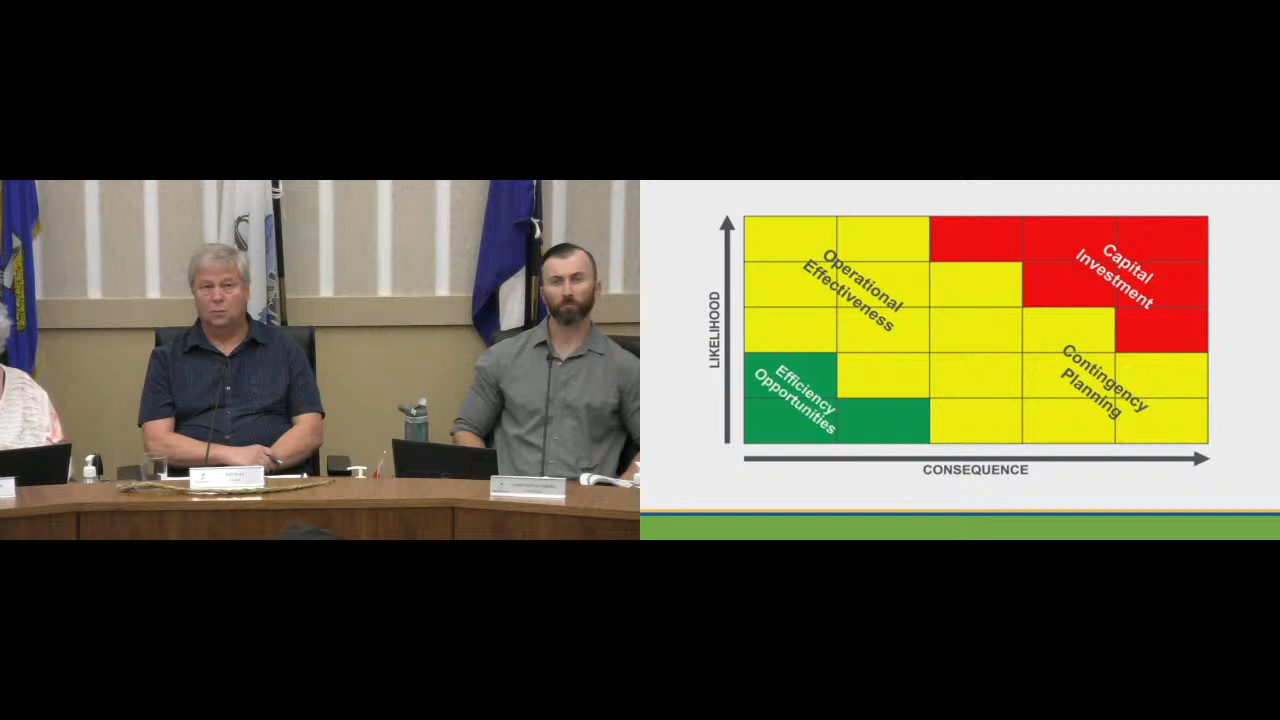 LIKELIHOOD
Operational
Effectiveness
Capital
Investment
Efficiency
Opportunities
Contingency
Planning
CONSEQUENCE